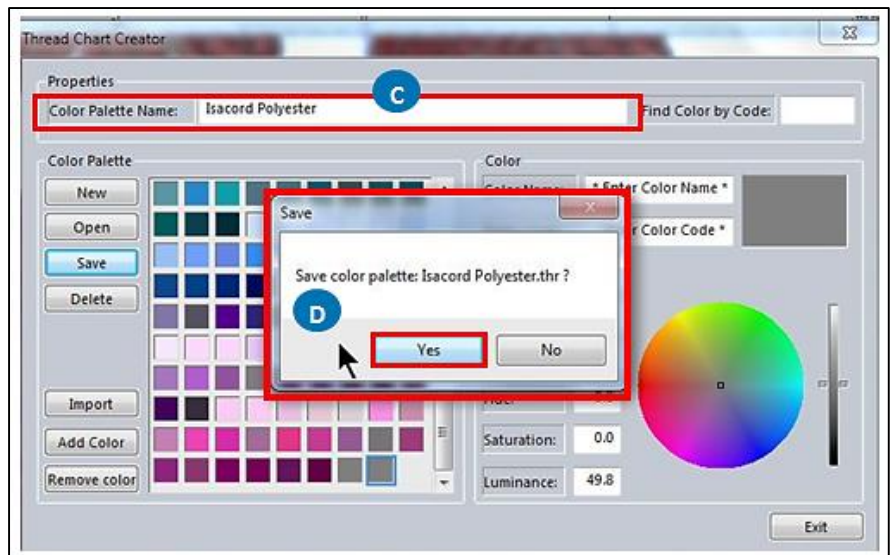 Thread Chart Creator
Properties
Color Palette Name: Isacord Polyester C Find Color by Code:
Color Palette
New
Open
Save
Delete
Import
Add Color
Remove color
Color
* Enter Color Name *
Color Code *
Saturation: 0.0
Luminance: 49.8
Exit
Save
Save color palette: Isacord Polyester.thr ?
D
Yes No